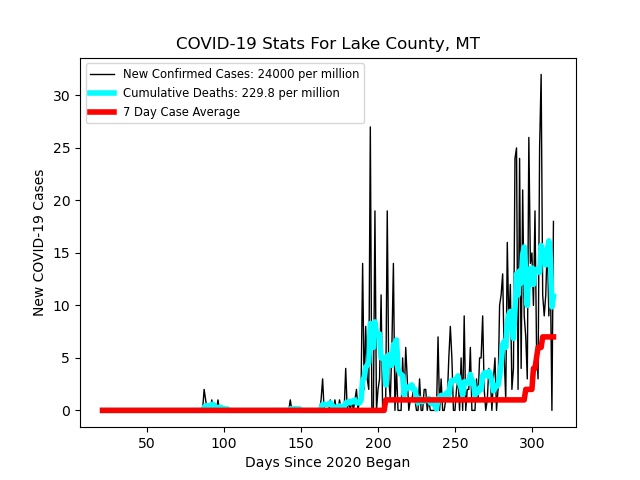 COVID-19 Stats For Lake County, MT
New Confirmed Cases: 24000 per million
Cumulative Deaths: 229.8 per million
7 Day Case Average
New COVID-19 Cases
30
25
20
15
10
5
0
50 100 150 200 250 300
Days Since 2020 Began